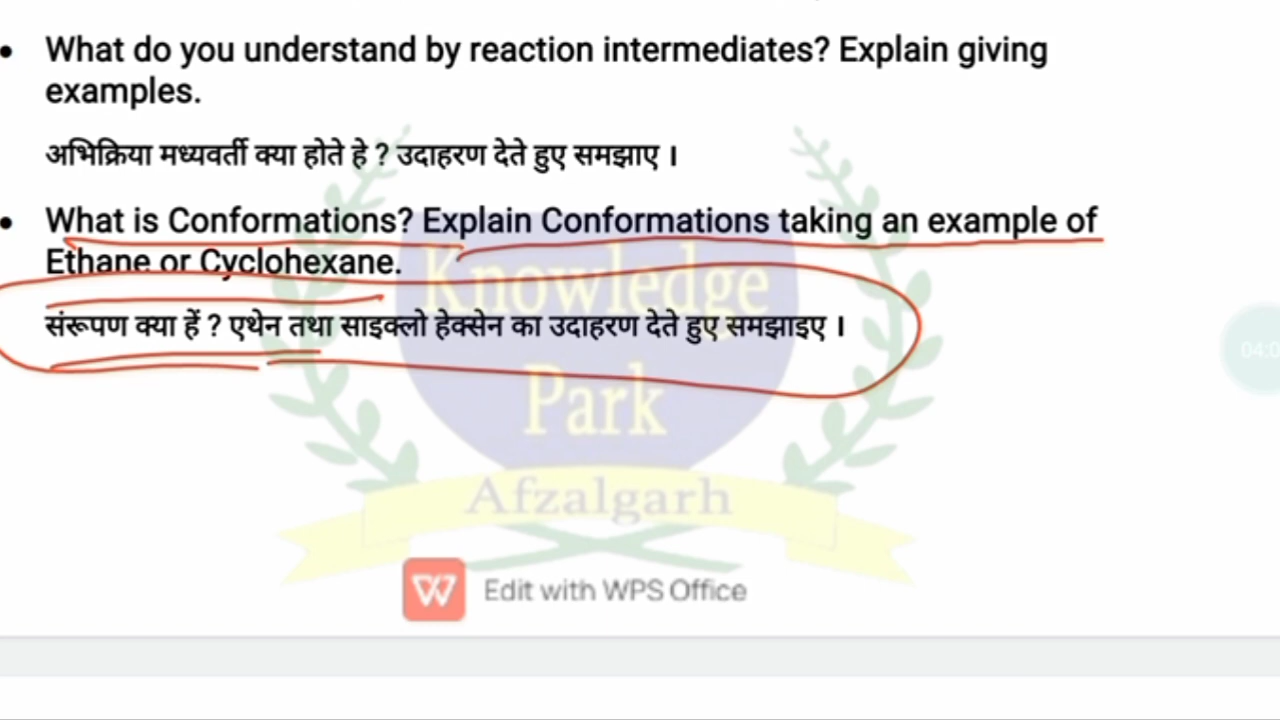 • What do you understand by reaction intermediates? Explain giving
examples.
अभिक्रिया मध्यवर्ती क्या होते हे ? उदाहरण देते हुए समझाए ।
• What is Conformations? Explain Conformations taking an example of
Ethane or Cyclohexane.
संरूपण क्या हें ? एथेन तथा साइक्लो हेक्सेन का उदाहरण देते हुए समझाइए ।
Knowledge
Park
Afzalgarh
Edit with WPS Office